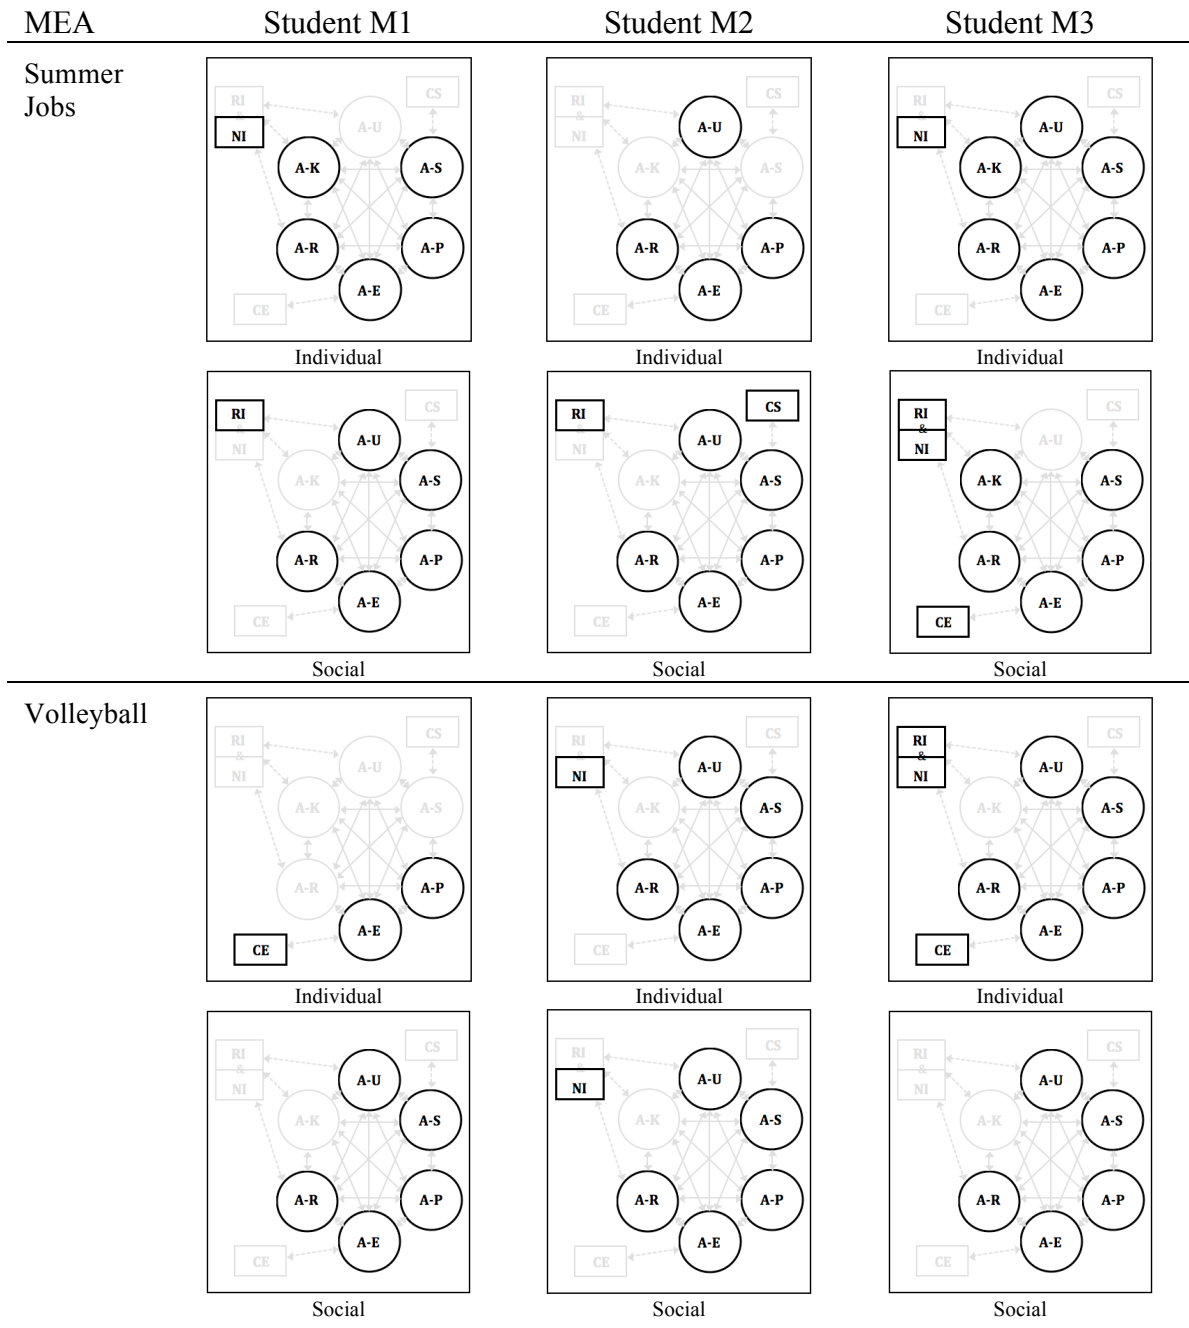 MEA Student M1 Student M2 Student M3
Summer
Jobs
RI & NI CS A-U A-K A-S A-R A-P A-E CE
RI & NI CS A-U A-K A-S A-R A-P A-E CE
RI & NI CS A-U A-K A-S A-R A-P A-E CE
Individual Individual Individual
RI & NI CS A-U A-K A-S A-R A-P A-E CE
RI & NI CS A-U A-K A-S A-R A-P A-E CE
RI & NI CS A-U A-K A-S A-R A-P A-E CE
Social Social Social
Volleyball
RI & NI CS A-U A-K A-S A-R A-P A-E CE
RI & NI CS A-U A-K A-S A-R A-P A-E CE
RI & NI CS A-U A-K A-S A-R A-P A-E CE
Individual Individual Individual
RI & NI CS A-U A-K A-S A-R A-P A-E CE
RI & NI CS A-U A-K A-S A-R A-P A-E CE
RI & NI CS A-U A-K A-S A-R A-P A-E CE
Social Social Social